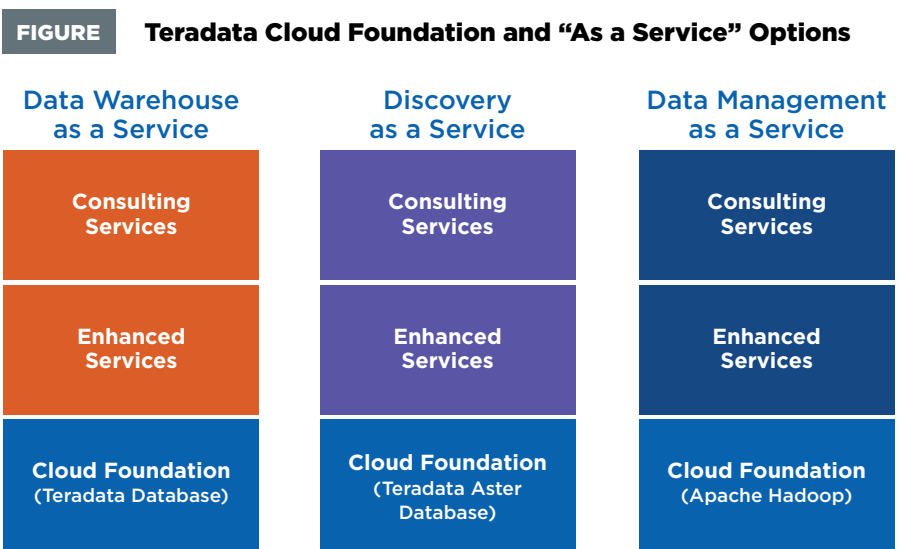 FIGURE
Teradata Cloud Foundation and “As a Service” Options
Data Warehouse
as a Service
Consulting
Services
Enhanced
Services
Cloud Foundation
(Teradata Database)
Discovery
as a Service
Consulting
Services
Enhanced
Services
Cloud Foundation
(Teradata Aster
Database)
Data Management
as a Service
Consulting
Services
Enhanced
Services
Cloud Foundation
(Apache Hadoop)